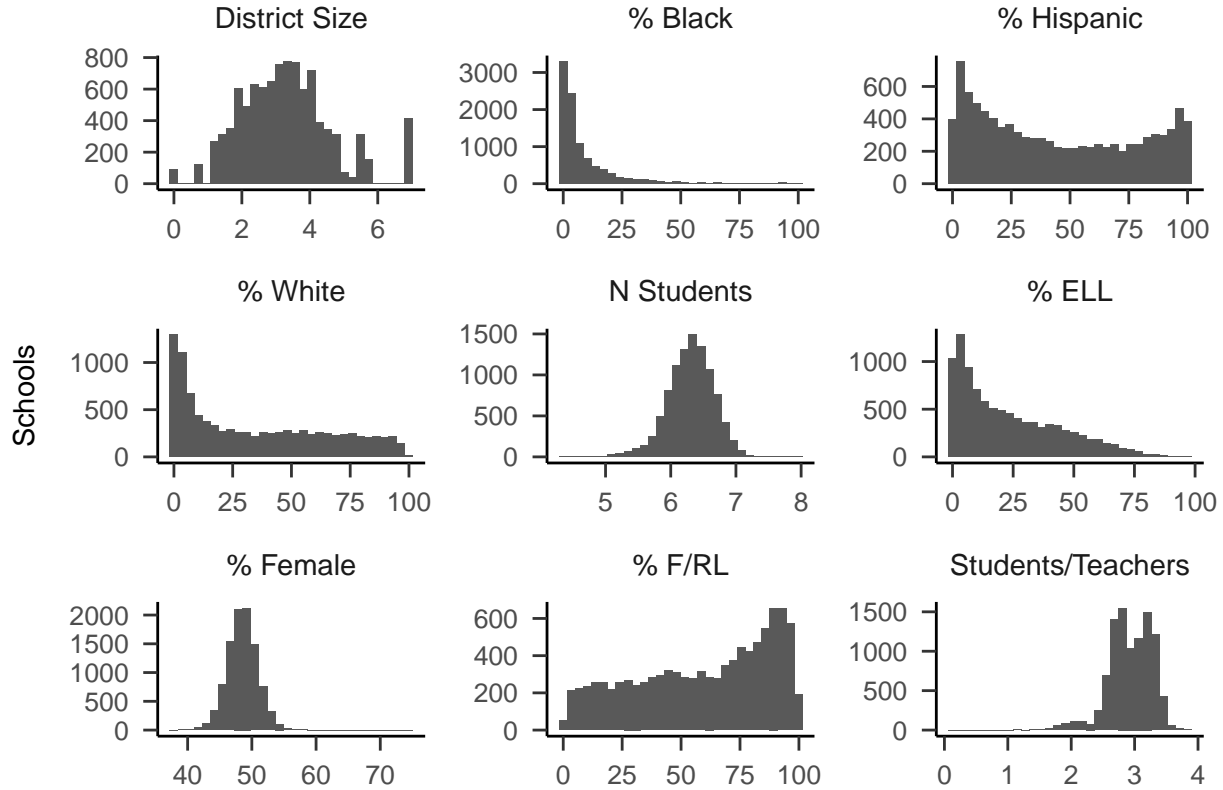 District Size
% Black
% Hispanic
800
600
400
200
0
0 2 4 6
3000
2000
1000
0
0 25 50 75 100
600
400
200
0
0 25 50 75 100
% White
N Students
% ELL
Schools
1000
500
0
0 25 50 75 100
1500
1000
500
0
5 6 7 8
1000
500
0
0 25 50 75 100
% Female
% F/RL
Students/Teachers
2000
1500
1000
500
0
40 50 60 70
600
400
200
0
0 25 50 75 100
1500
1000
500
0
0 1 2 3 4